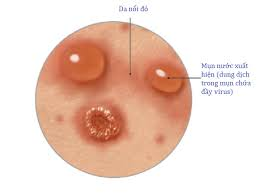 Da nổi đỏ
Mụn nước xuất
hiện (dung dịch
trong mụn chứa
đầy virus)